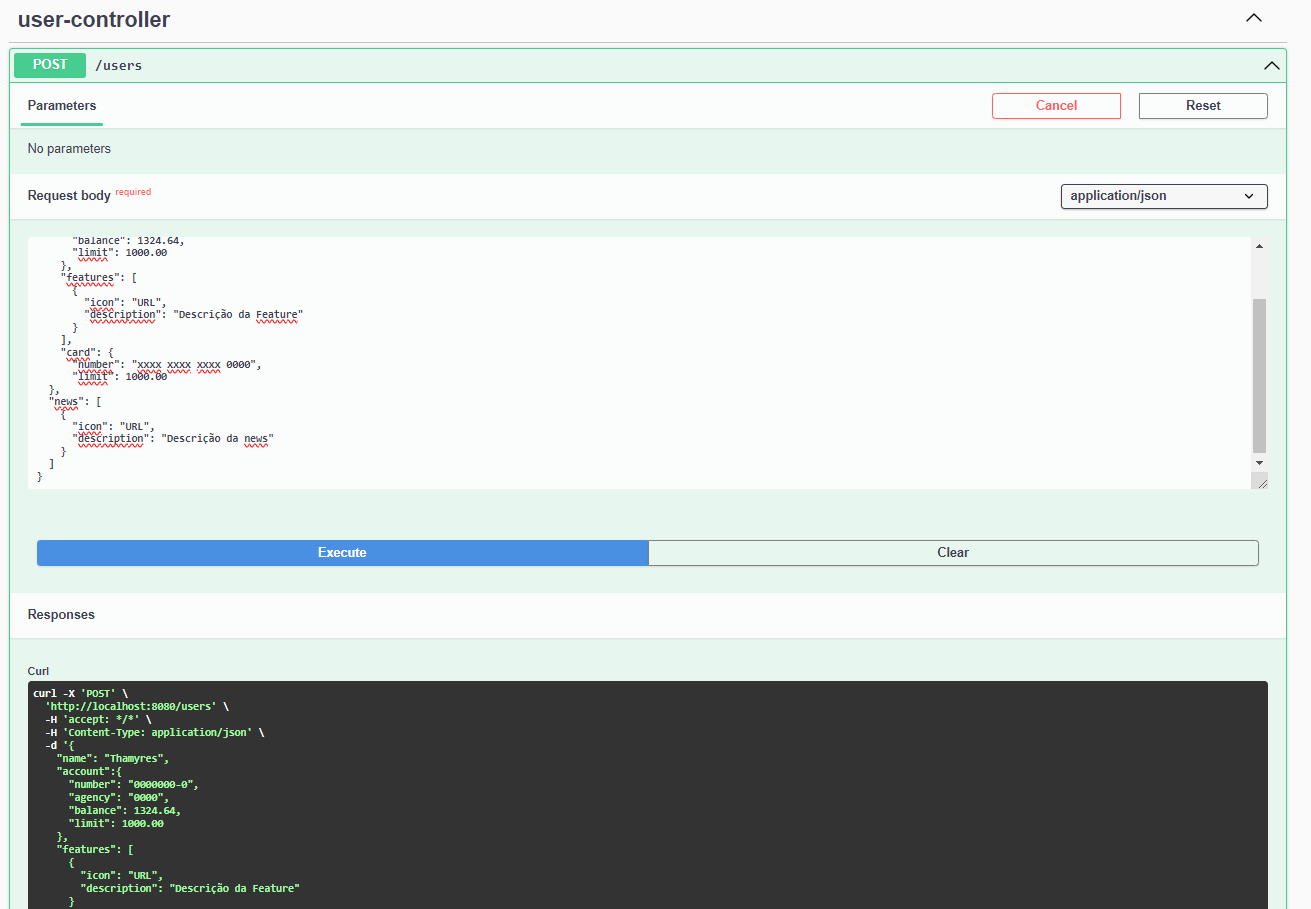 user-controller
POST /users
Parameters Cancel Reset
No parameters
Request body required application/json
"balance": 1324.64,
"limit": 1000.00
},
"features": [
{
"icon": "URL",
"description": "Descrição da Feature"
}
],
"card": {
"number": "xxxx xxxx xxxx 0000",
"limit": 1000.00
},
"news": [
{
"icon": "URL",
"description": "Descrição da news"
}
]
}
Execute Clear
Responses
Curl
curl -X 'POST' \
'http://localhost:8080/users' \
-H 'accept: */*' \
-H 'Content-Type: application/json' \
-d '{
"name": "Thamyres",
"account":{
"number": "0000000-0",
"agency": "0000",
"balance": 1324.64,
"limit": 1000.00
},
"features": [
{
"icon": "URL",
"description": "Descrição da Feature"
}